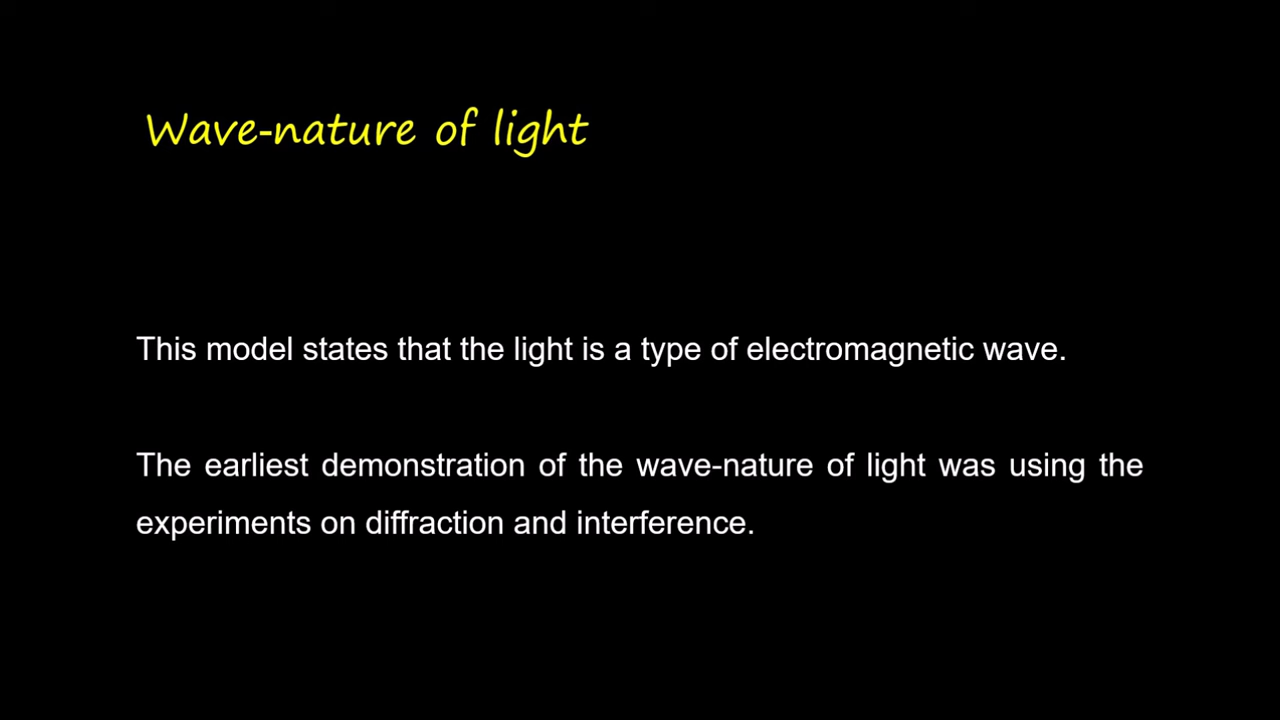 Wave-nature of light
This model states that the light is a type of electromagnetic wave.
The earliest demonstration of the wave-nature of light was using the
experiments on diffraction and interference.